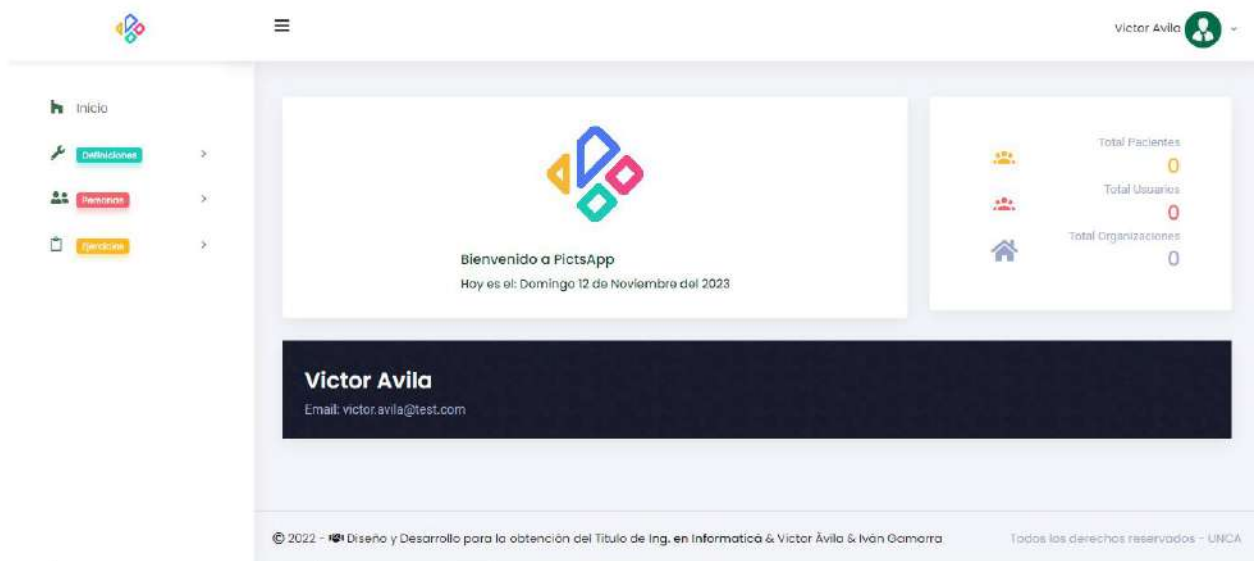 Victor Avila
Inicio
Definiciones
Personas
Ejercicios
Bienvenido a PictsApp
Hoy es el: Domingo 12 de Noviembre del 2023
Total Pacientes
0
Total Usuarios
0
Total Organizaciones
0
Victor Avila
Email: victor.avila@test.com
© 2022 - Diseño y Desarrollo para la obtención del Titulo de Ing. en Informaticá & Victor Ávila & Iván Gamarra
Todos los derechos reservados - UNCA